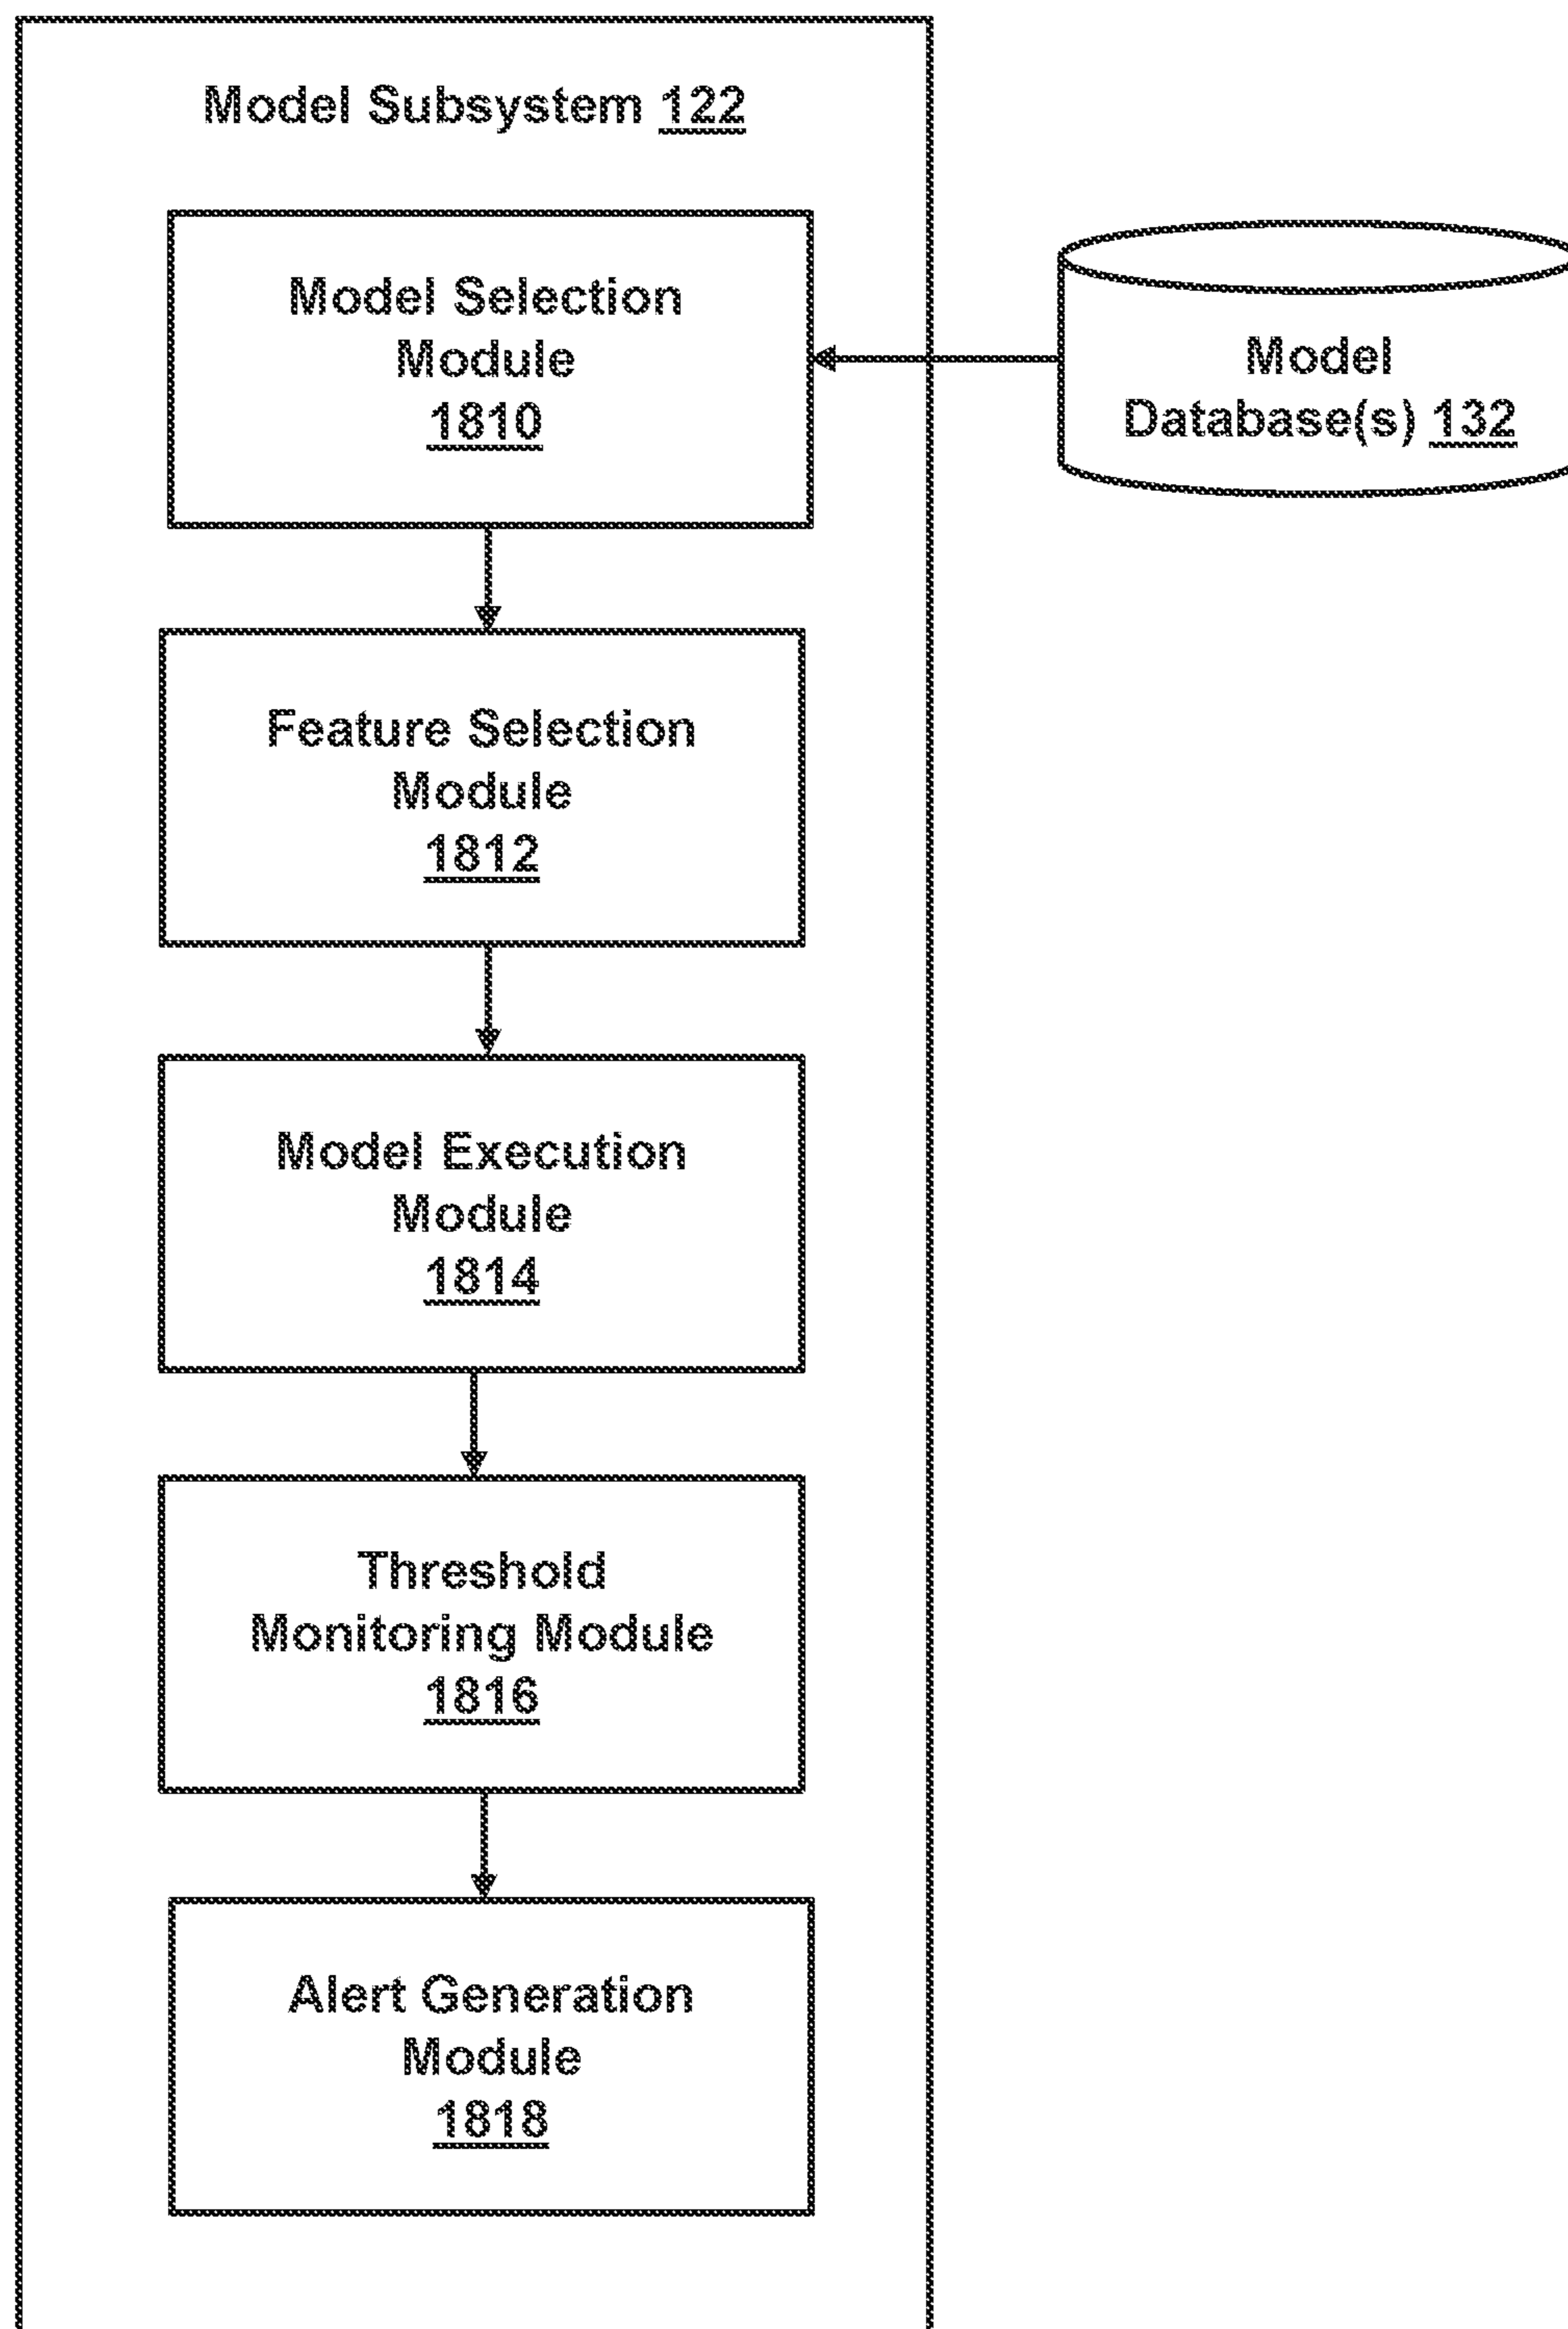 Model Subsystem 122
Model Selection
Module
1810
Model
Database(s) 132
Feature Selection
Module
1812
Model Execution
Module
1814
Threshold
Monitoring Module
1816
Alert Generation
Module
1818